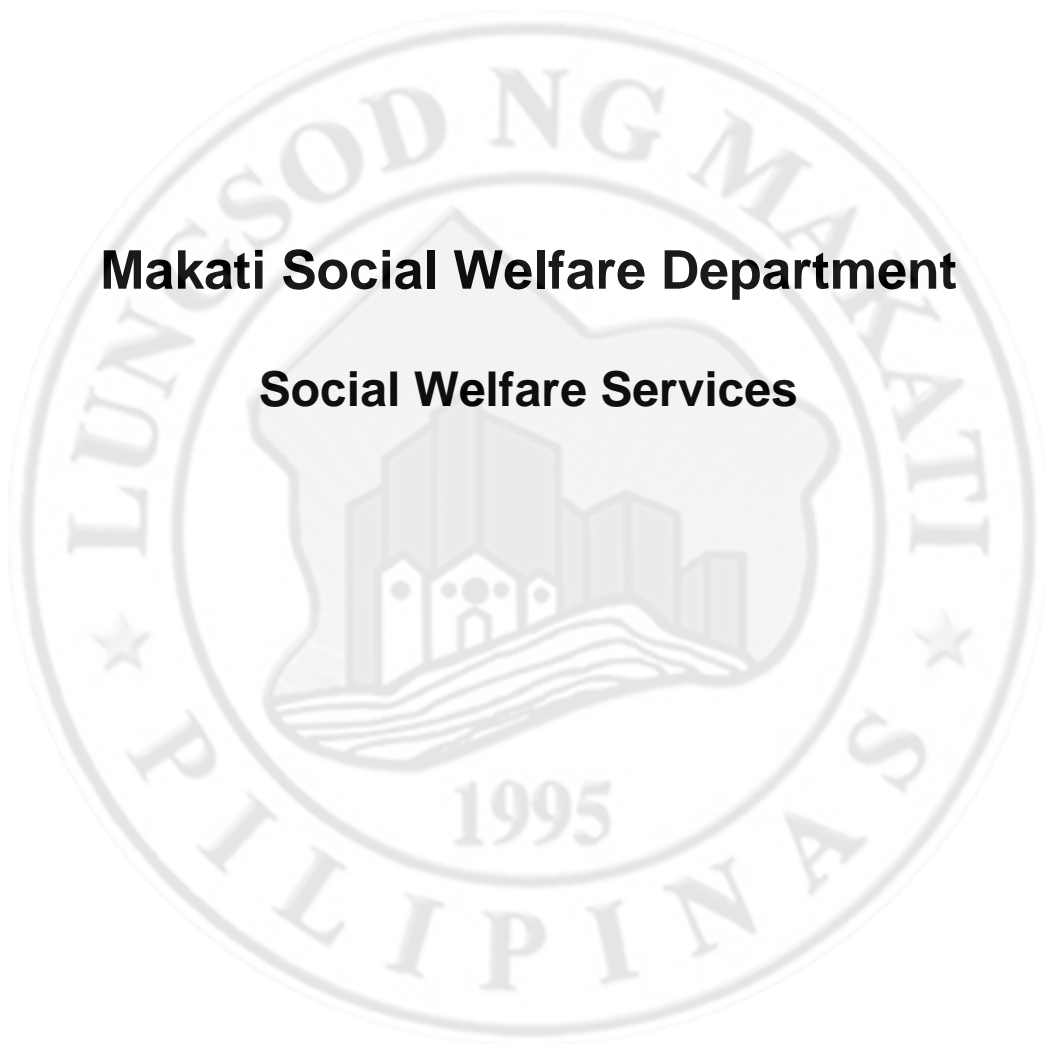 LUNGSOD NG MAKATI
Makati Social Welfare Department
Social Welfare Services
1995
PILIPINAS